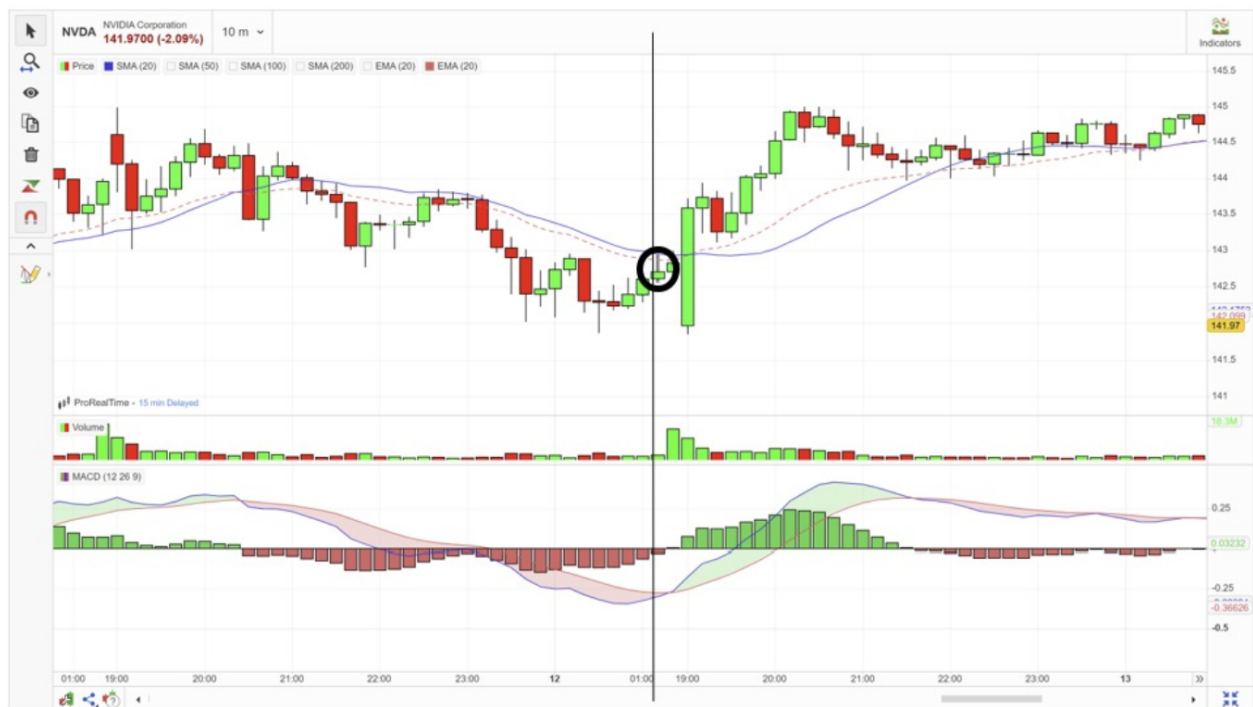 NVDA NVIDIA Corporation
141.9700 (-2.09%)
10 m
Indicators
Price SMA (20) SMA (50) SMA (100) SMA (200) EMA (20) EMA (20)
145.5
145
144.5
144
143.5
143
142.5
142.099
141.97
141.5
141
ProRealTime - 15 min Delayed
Volume
18.3M
MACD (12 26 9)
0.25
0.03232
-0.25
-0.36626
-0.5
01:00 19:00 20:00 21:00 22:00 23:00 12 01:00 19:00 20:00 21:00 22:00 23:00 13